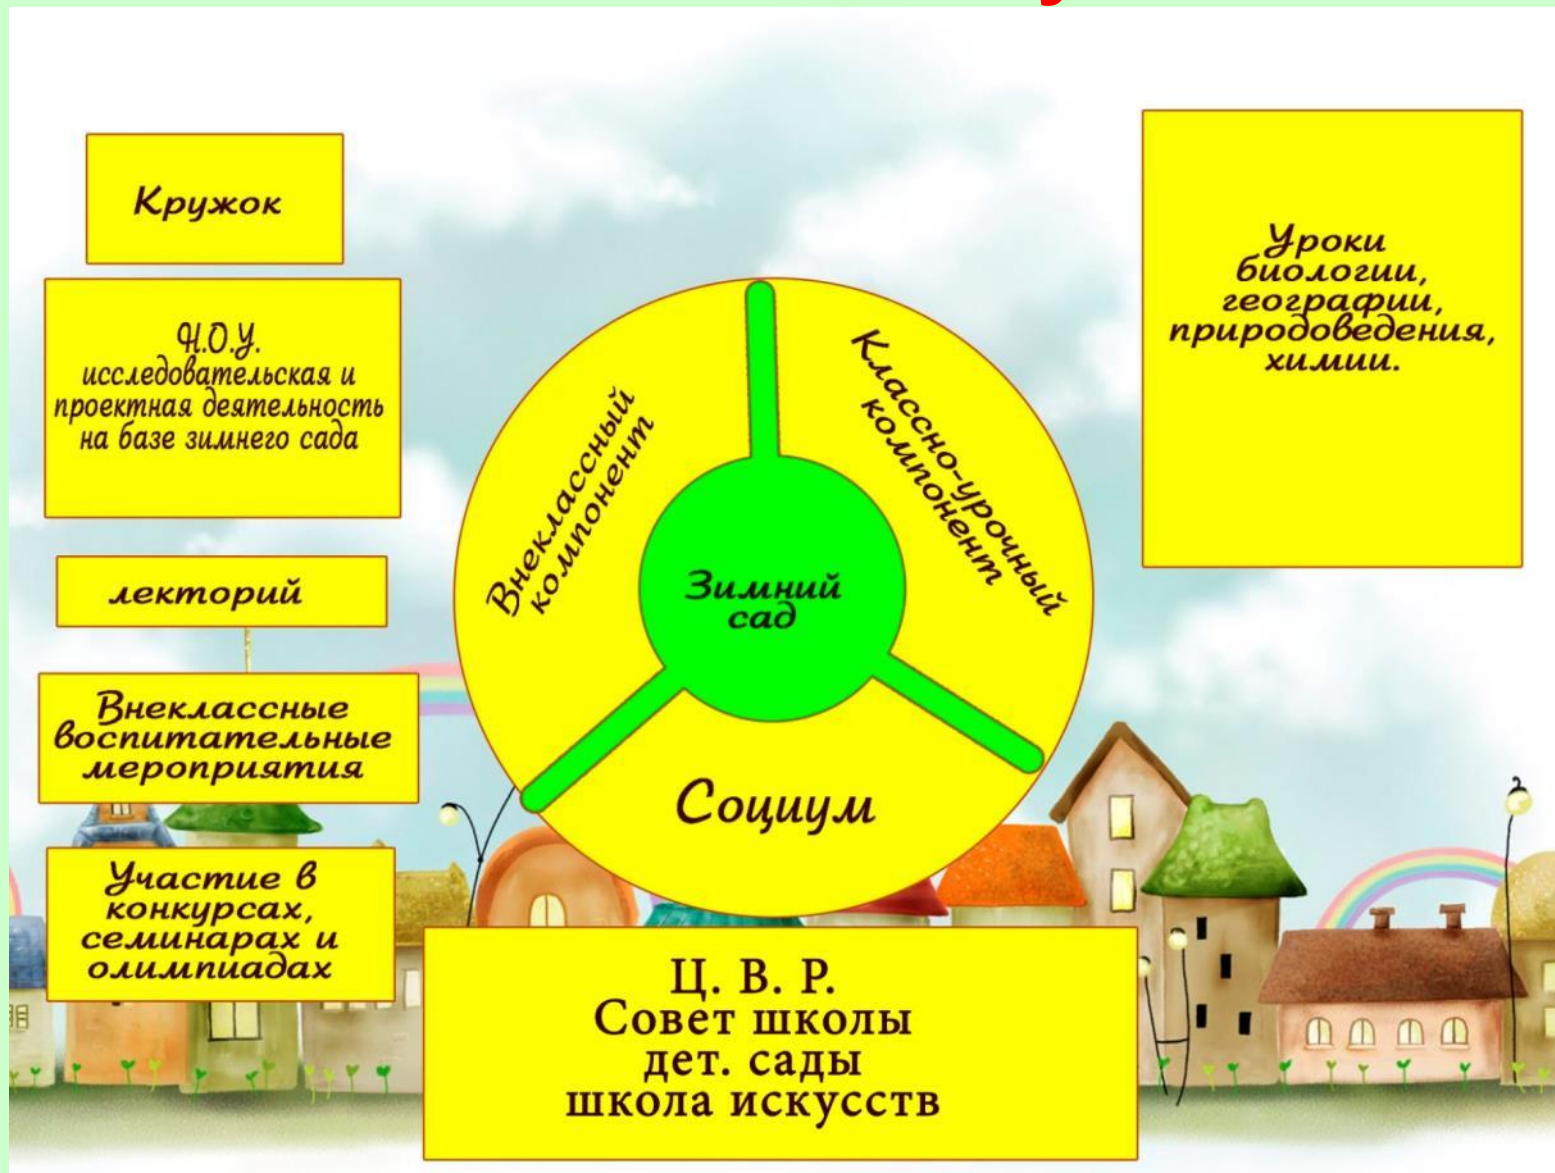 Кружок
Н.О.У.
исследовательская и
проектная деятельность
на базе зимнего сада
лекторий
Внеклассные
воспитательные
мероприятия
Участие в
конкурсах,
семинарах и
олимпиадах
Внеклассный
компонент
Классно-урочный
компонент
Зимний
сад
Социум
Уроки
биологии,
географии,
природоведения,
химии.
Ц. В. Р.
Совет школы
дет. сады
школа искусств